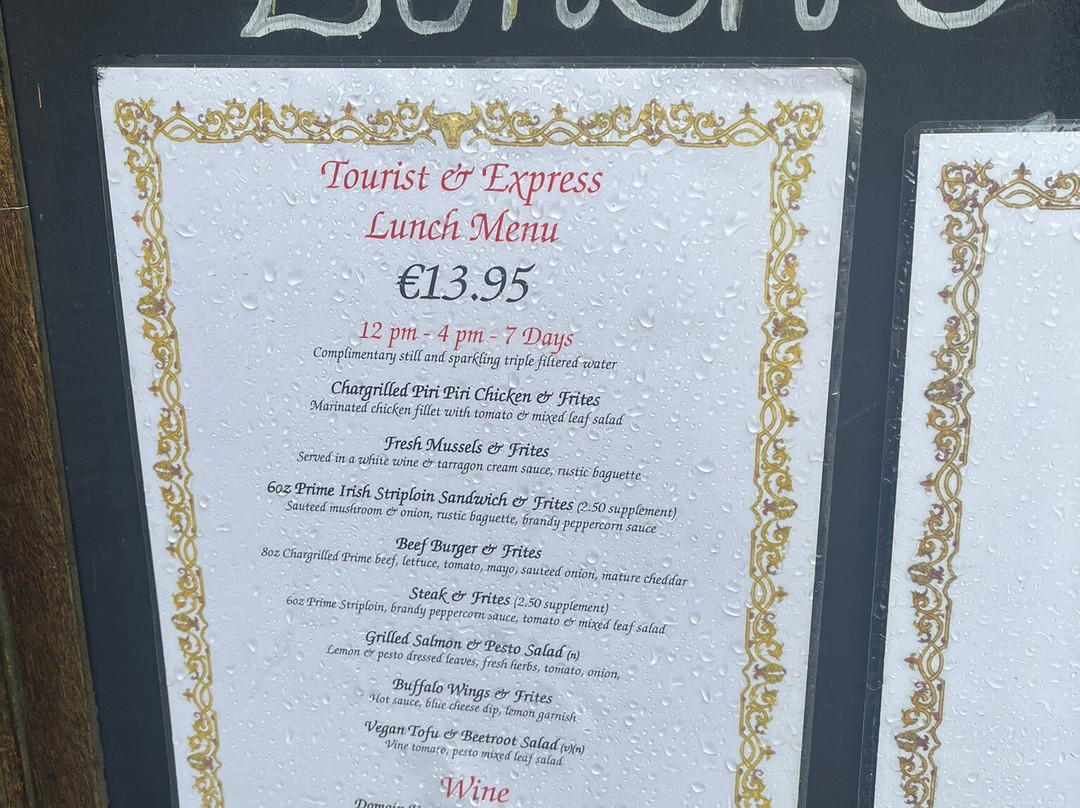 Lunch's
Tourist & Express
Lunch Menu
€13.95
12 pm - 4 pm - 7 Days
Complimentary still and sparkling triple filtered water
Chargrilled Piri Piri Chicken & Frites
Marinated chicken fillet with tomato & mixed leaf salad
Fresh Mussels & Frites
Served in a white wine & tarragon cream sauce, rustic baguette
6oz Prime Irish Striploin Sandwich & Frites (2.50 supplement)
Sauteed mushroom & onion, rustic baguette, brandy peppercorn sauce
Beef Burger & Frites
8oz Chargrilled Prime beef, lettuce, tomato, mayo, sauteed onion, mature cheddar
Steak & Frites (2.50 supplement)
6oz Prime Striploin, brandy peppercorn sauce, tomato & mixed leaf salad
Grilled Salmon & Pesto Salad (n)
Lemon & pesto dressed leaves, fresh herbs, tomato, onion,
Buffalo Wings & Frites
Hot sauce, blue cheese dip, lemon garnish
Vegan Tofu & Beetroot Salad (v)(n)
Vine tomato, pesto mixed leaf salad
Wine